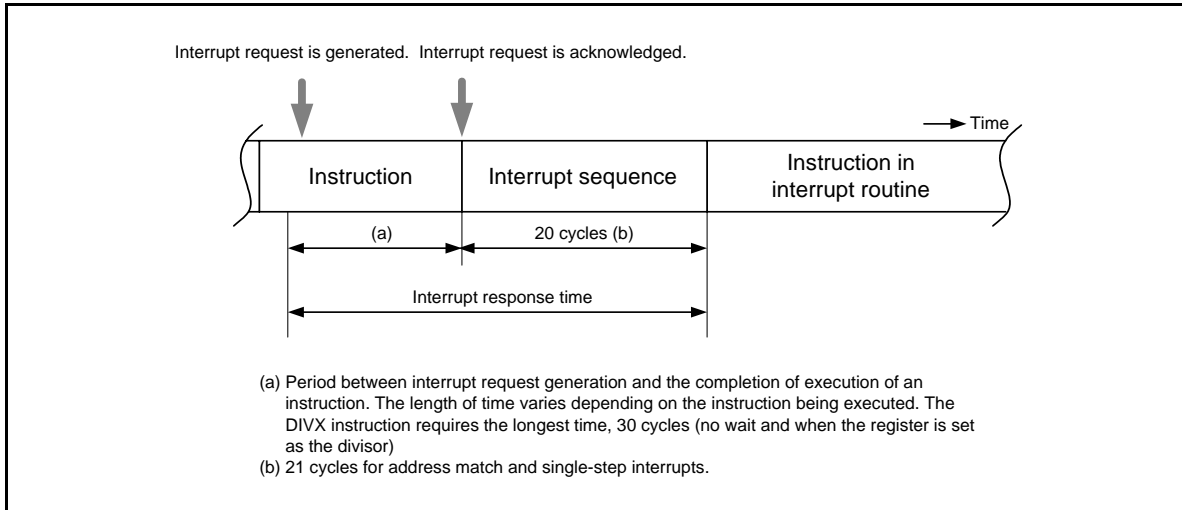 Interrupt request is generated. Interrupt request is acknowledged.
Time
Instruction
Interrupt sequence
Instruction in
interrupt routine
(a)
20 cycles (b)
Interrupt response time
(a) Period between interrupt request generation and the completion of execution of an
instruction. The length of time varies depending on the instruction being executed. The
DIVX instruction requires the longest time, 30 cycles (no wait and when the register is set
as the divisor)
(b) 21 cycles for address match and single-step interrupts.